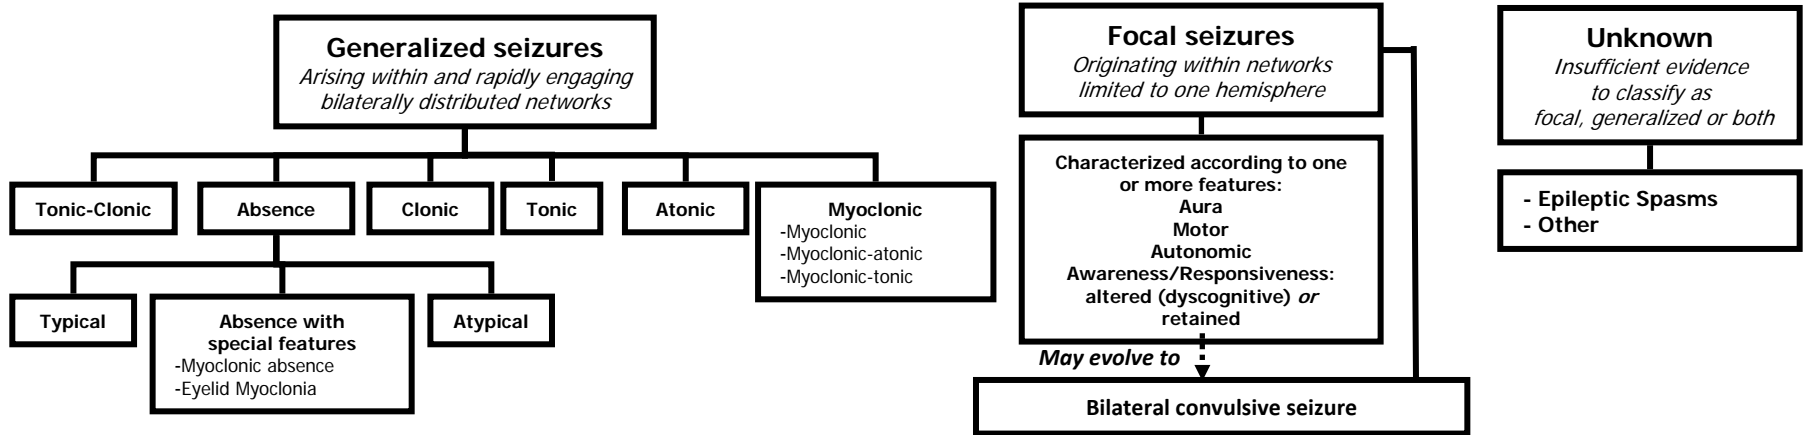 Generalized seizures
Arising within and rapidly engaging
bilaterally distributed networks
Tonic-Clonic
Absence
Clonic
Tonic
Atonic
Myoclonic
-Myoclonic
-Myoclonic-atonic
-Myoclonic-tonic
Typical
Absence with
special features
-Myoclonic absence
-Eyelid Myoclonia
Atypical
Focal seizures
Originating within networks
limited to one hemisphere
Characterized according to one
or more features:
Aura
Motor
Autonomic
Awareness/Responsiveness:
altered (dyscognitive) or
retained
May evolve to
Bilateral convulsive seizure
Unknown
Insufficient evidence
to classify as
focal, generalized or both
- Epileptic Spasms
- Other